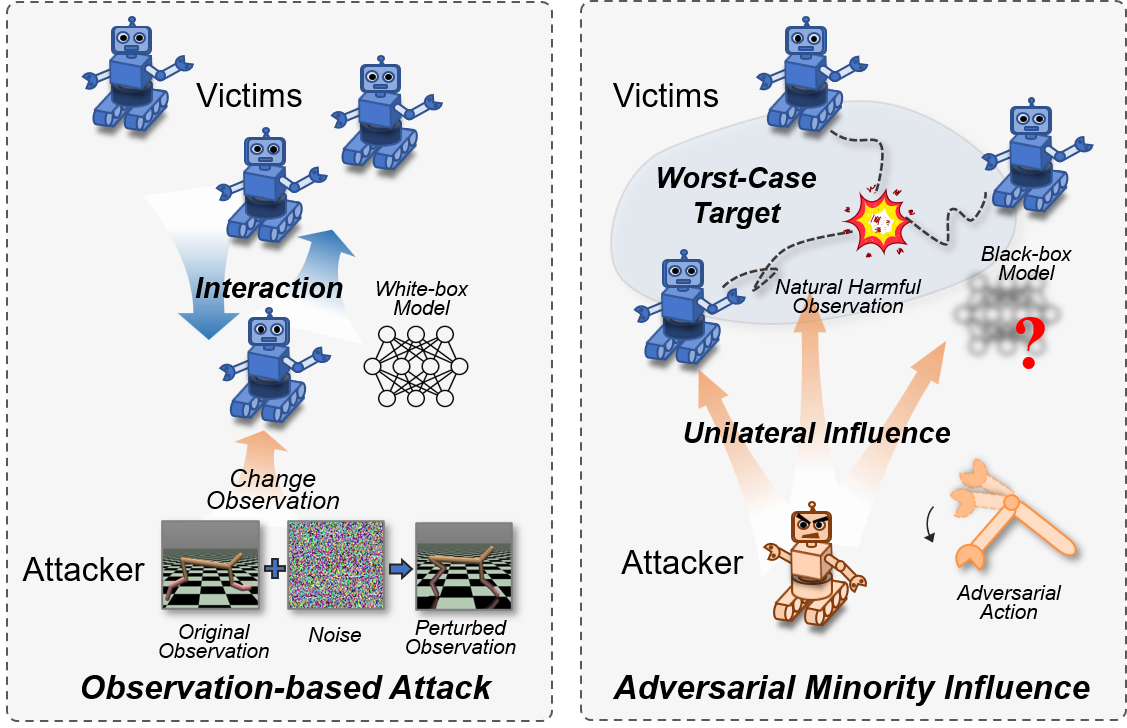 Victims
Interaction
White-box
Model
Change
Observation
Attacker
Original
Observation
Noise
Perturbed
Observation
Observation-based Attack
Victims
Worst-Case
Target
Natural Harmful
Observation
Black-box
Model
?
Unilateral Influence
Attacker
Adversarial
Action
Adversarial Minority Influence